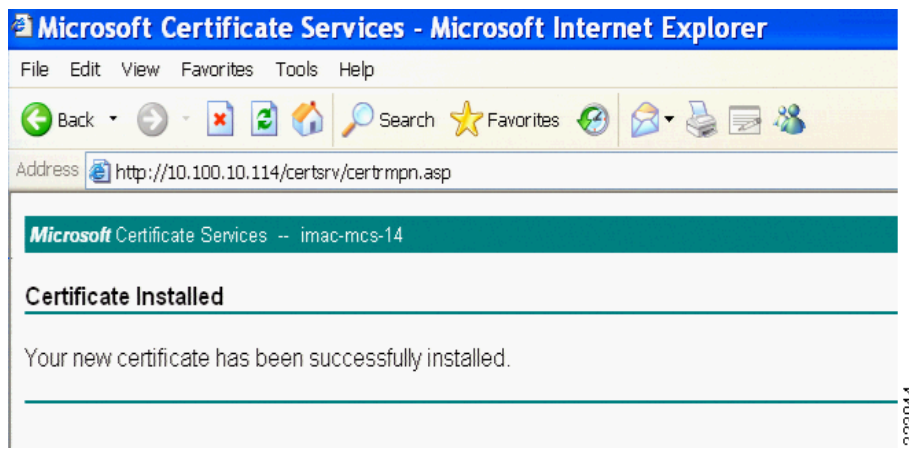 Microsoft Certificate Services - Microsoft Internet Explorer
File Edit View Favorites Tools Help
Back Search Favorites
Address http://10.100.10.114/certsrv/certrmpn.asp
Microsoft Certificate Services -- imac-mcs-14
Certificate Installed
Your new certificate has been successfully installed.